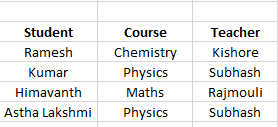 Student Course Teacher
Ramesh Chemistry Kishore
Kumar Physics Subhash
Himavanth Maths Rajmouli
Astha Lakshmi Physics Subhash